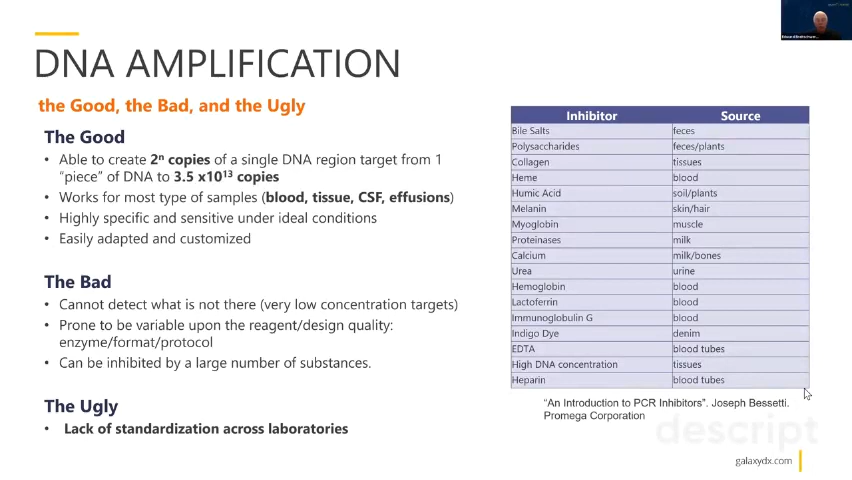 DNA AMPLIFICATION
the Good, the Bad, and the Ugly
The Good
• Able to create 2ⁿ copies of a single DNA region target from 1
"piece" of DNA to 3.5 x10¹³ copies
• Works for most type of samples (blood, tissue, CSF, effusions)
• Highly specific and sensitive under ideal conditions
• Easily adapted and customized
The Bad
• Cannot detect what is not there (very low concentration targets)
• Prone to be variable upon the reagent/design quality:
enzyme/format/protocol
• Can be inhibited by a large number of substances.
The Ugly
• Lack of standardization across laboratories
Inhibitor Source
Bile Salts feces
Polysaccharides feces/plants
Collagen tissues
Heme blood
Humic Acid soil/plants
Melanin skin/hair
Myoglobin muscle
Proteinases milk
Calcium milk/bones
Urea urine
Hemoglobin blood
Lactoferrin blood
Immunoglobulin G blood
Indigo Dye denim
EDTA blood tubes
High DNA concentration tissues
Heparin blood tubes
"An Introduction to PCR Inhibitors". Joseph Bessetti.
Promega Corporation
descript
galaxydx.com